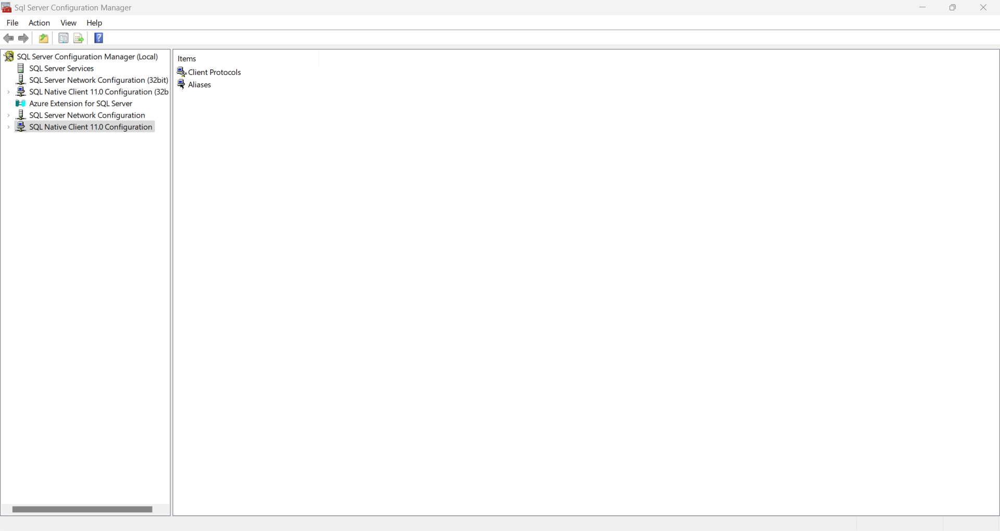 Sql Server Configuration Manager
File Action View Help
SQL Server Configuration Manager (Local)
SQL Server Services
SQL Server Network Configuration (32bit)
SQL Native Client 11.0 Configuration (32b
Azure Extension for SQL Server
SQL Server Network Configuration
SQL Native Client 11.0 Configuration
Items
Client Protocols
Aliases